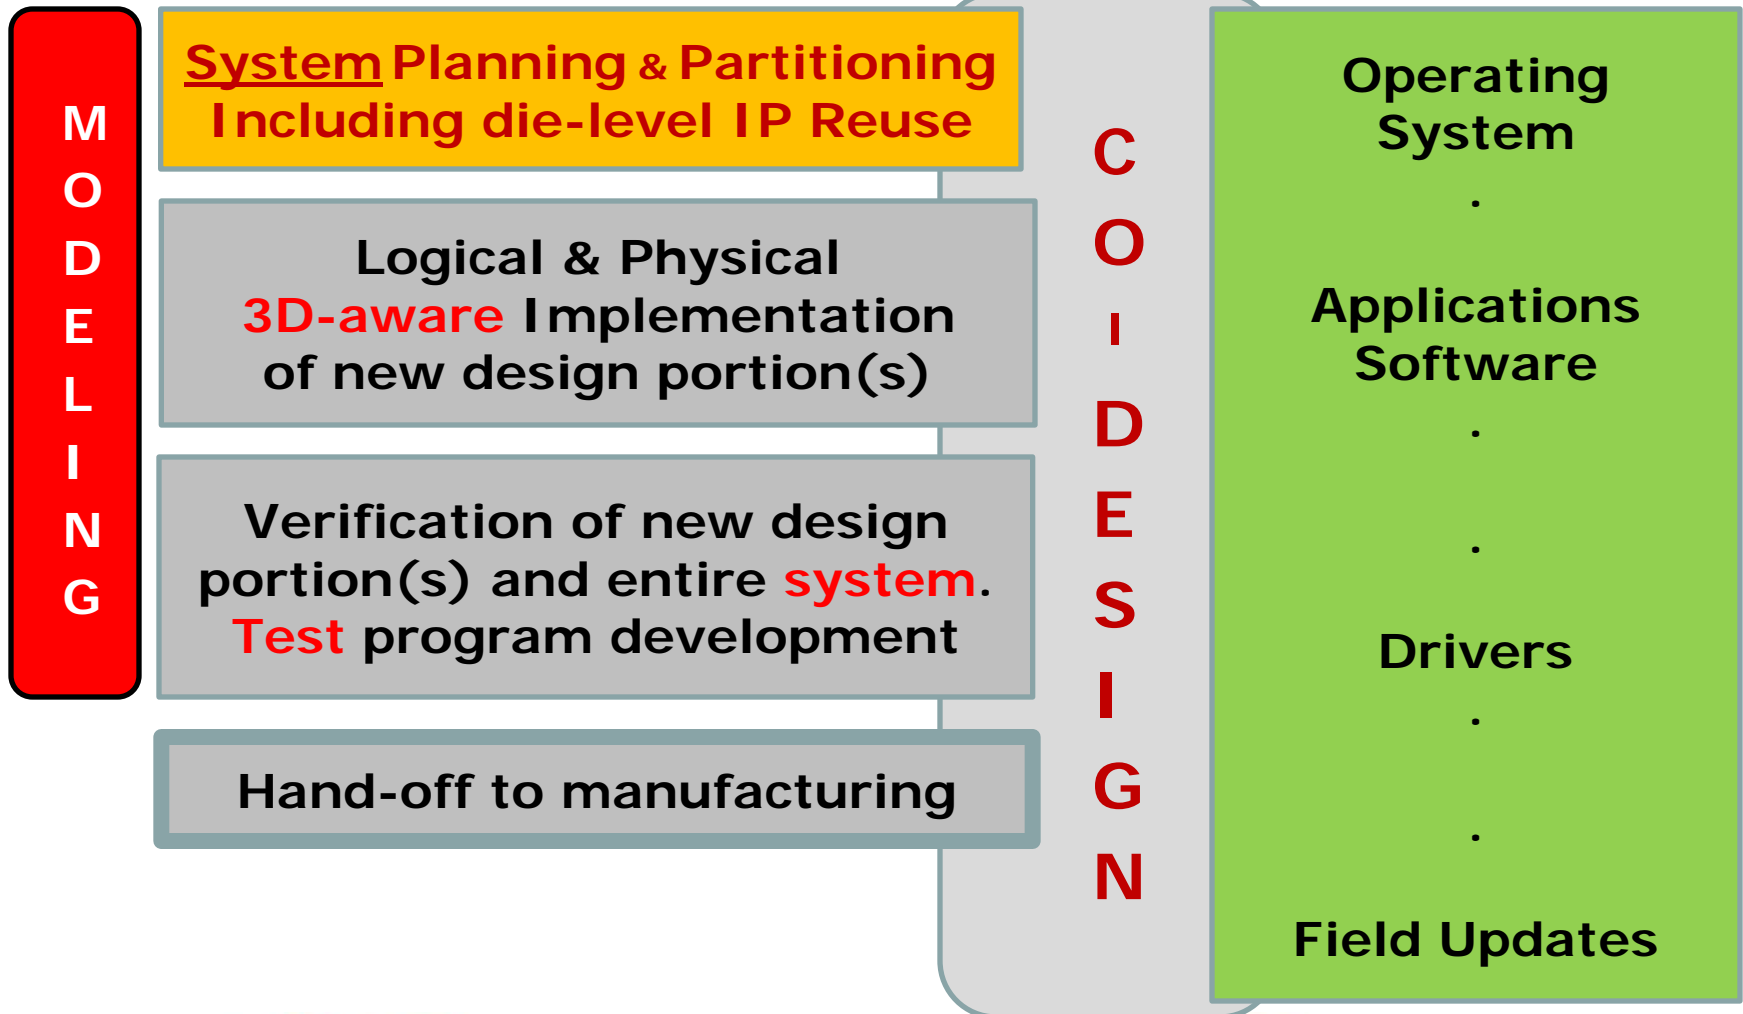 M
O
D
E
L
I
N
G
System Planning & Partitioning
Including die-level IP Reuse
Logical & Physical
3D-aware Implementation
of new design portion(s)
Verification of new design
portion(s) and entire system.
Test program development
Hand-off to manufacturing
C
O
-
D
E
S
I
G
N
Operating
System
.
Applications
Software
.
.
Drivers
.
.
Field Updates